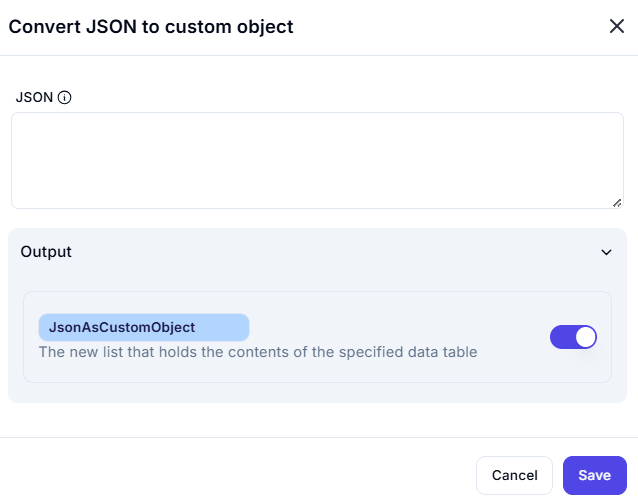 Convert JSON to custom object
JSON
Output
JsonAsCustomObject
The new list that holds the contents of the specified data table
Cancel
Save